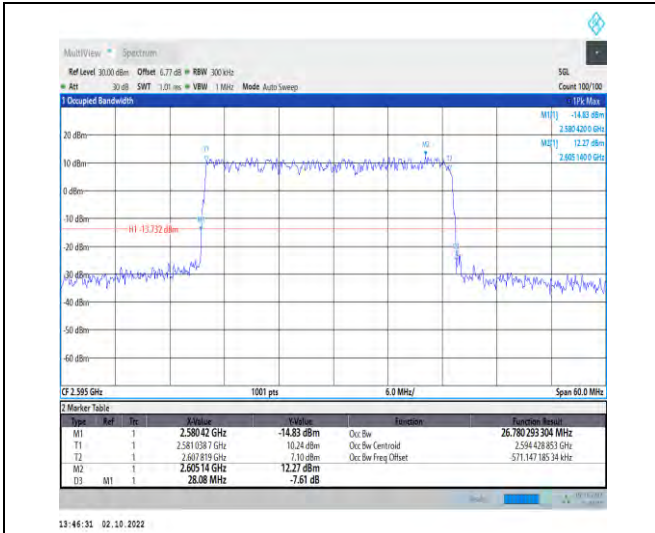 MultiView Spectrum
Ref Level 30.00 dBm Offset 6.77 dB RBW 300 kHz SGL
Att 30 dB SWT 1.01 ms VBW 1 MHz Mode Auto Sweep Count 100/100
1 Occupied Bandwidth 1Pk Max
M1[1] -14.83 dBm
2.580 420 0 GHz
M2[1] 12.27 dBm
2.605 140 0 GHz
20 dBm
M2
T1
T2
10 dBm
0 dBm
-10 dBm
H1 -13.732 dBm
-30 dBm
-40 dBm
-50 dBm
-60 dBm
CF 2.595 GHz 1001 pts 6.0 MHz/ Span 60.0 MHz
2 Marker Table
Type Ref Trc X-Value Y-Value Function Function Result
M1 1 2.580 42 GHz -14.83 dBm Occ Bw 26.780 293 304 MHz
T1 1 2.581 038 7 GHz 10.24 dBm Occ Bw Centroid 2.594 428 853 GHz
T2 1 2.607 819 GHz 7.10 dBm Occ Bw Freq Offset -571.147 185 34 kHz
M2 1 2.605 14 GHz 12.27 dBm
D3 M1 1 28.08 MHz -7.61 dB
13:46:31 02.10.2022